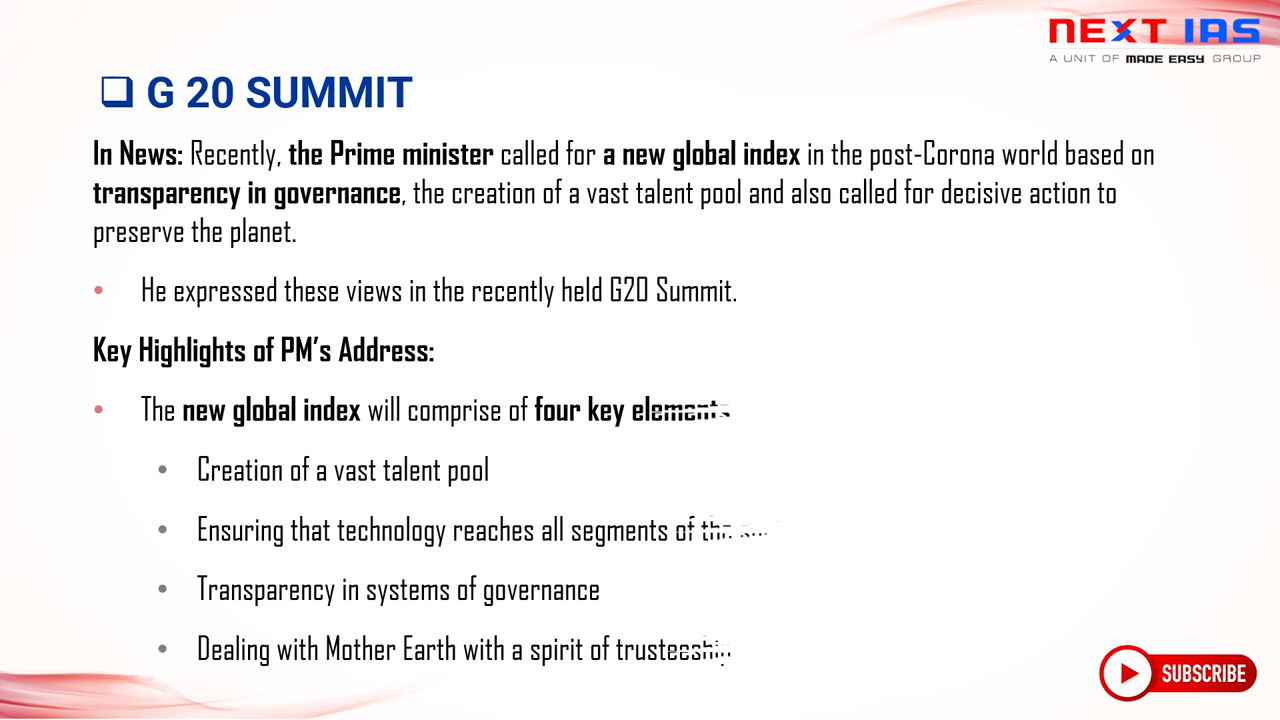 NEXT IAS
A UNIT OF MADE EASY GROUP
G 20 SUMMIT
In News: Recently, the Prime minister called for a new global index in the post-Corona world based on
transparency in governance, the creation of a vast talent pool and also called for decisive action to
preserve the planet.
• He expressed these views in the recently held G20 Summit.
Key Highlights of PM's Address:
• The new global index will comprise of four key elements
• Creation of a vast talent pool
• Ensuring that technology reaches all segments of the
• Transparency in systems of governance
• Dealing with Mother Earth with a spirit of trusteeship
SUBSCRIBE